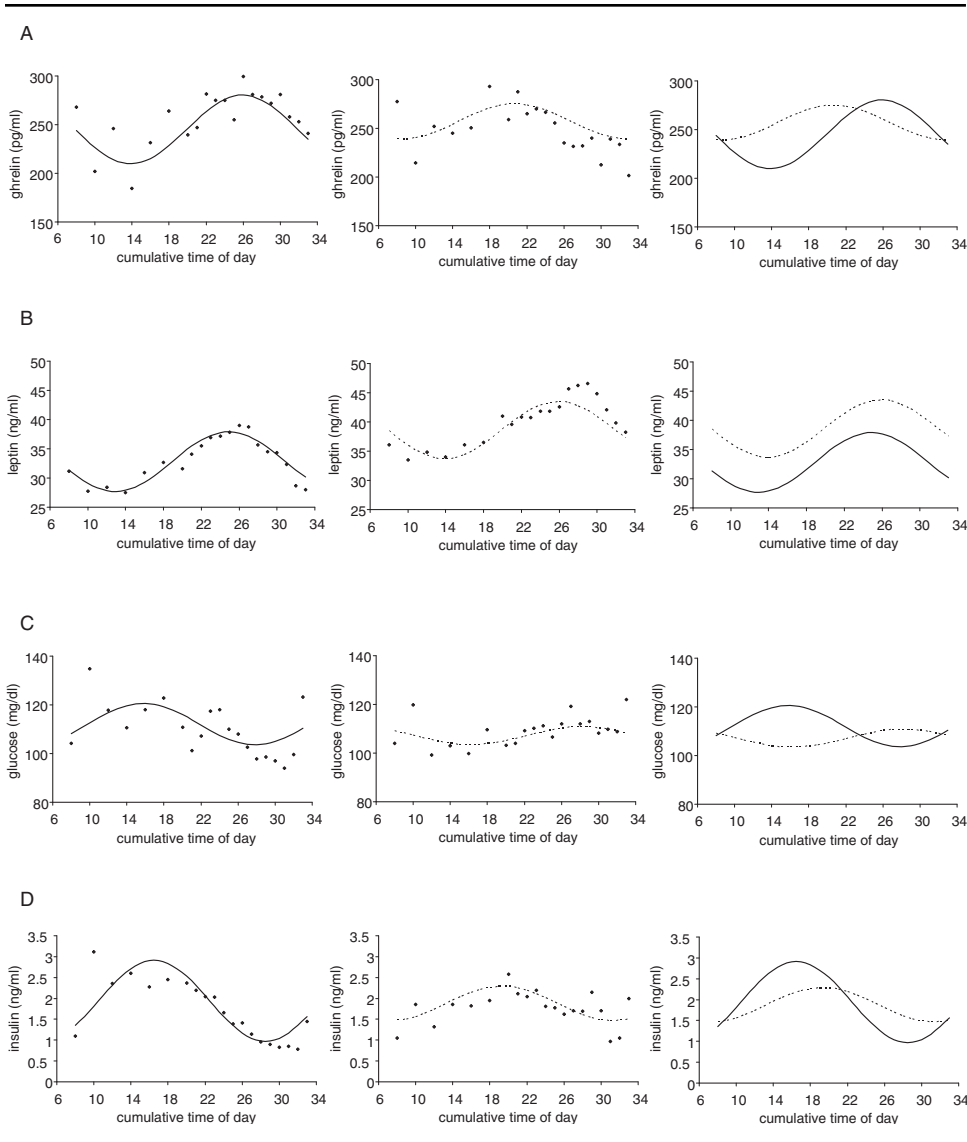 A
ghrelin (pg/ml)
300
250
200
150
6 10 14 18 22 26 30 34
cumulative time of day
ghrelin (pg/ml)
300
250
200
150
6 10 14 18 22 26 30 34
cumulative time of day
ghrelin (pg/ml)
300
250
200
150
6 10 14 18 22 26 30 34
cumulative time of day
B
leptin (ng/ml)
50
45
40
35
30
25
6 10 14 18 22 26 30 34
cumulative time of day
leptin (ng/ml)
50
45
40
35
30
25
6 10 14 18 22 26 30 34
cumulative time of day
leptin (ng/ml)
50
45
40
35
30
25
6 10 14 18 22 26 30 34
cumulative time of day
C
glucose (mg/dl)
140
120
100
80
6 10 14 18 22 26 30 34
cumulative time of day
glucose (mg/dl)
140
120
100
80
6 10 14 18 22 26 30 34
cumulative time of day
glucose (mg/dl)
140
120
100
80
6 10 14 18 22 26 30 34
cumulative time of day
D
insulin (ng/ml)
3.5
3
2.5
2
1.5
1
0.5
0
6 10 14 18 22 26 30 34
cumulative time of day
insulin (ng/ml)
3.5
3
2.5
2
1.5
1
0.5
0
6 10 14 18 22 26 30 34
cumulative time of day
insulin (ng/ml)
3.5
3
2.5
2
1.5
1
0.5
0
6 10 14 18 22 26 30 34
cumulative time of day